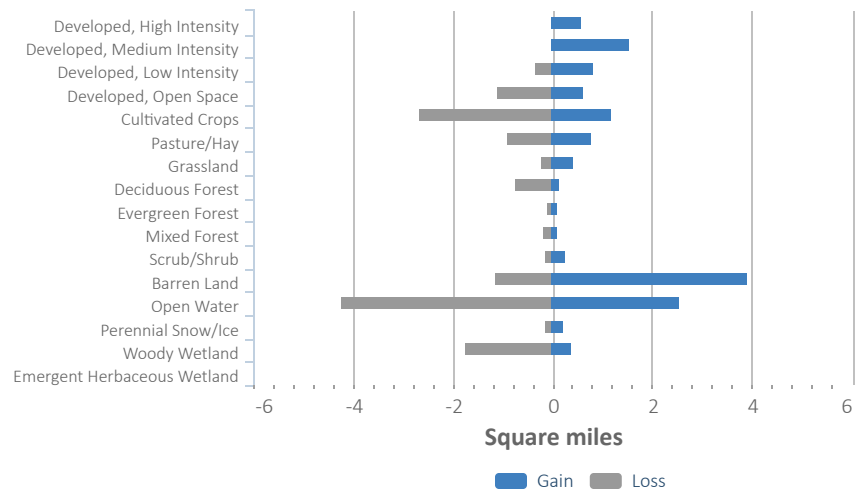 Developed, High Intensity
Developed, Medium Intensity
Developed, Low Intensity
Developed, Open Space
Cultivated Crops
Pasture/Hay
Grassland
Deciduous Forest
Evergreen Forest
Mixed Forest
Scrub/Shrub
Barren Land
Open Water
Perennial Snow/Ice
Woody Wetland
Emergent Herbaceous Wetland
-6 -4 -2 0 2 4 6
Square miles
Gain Loss